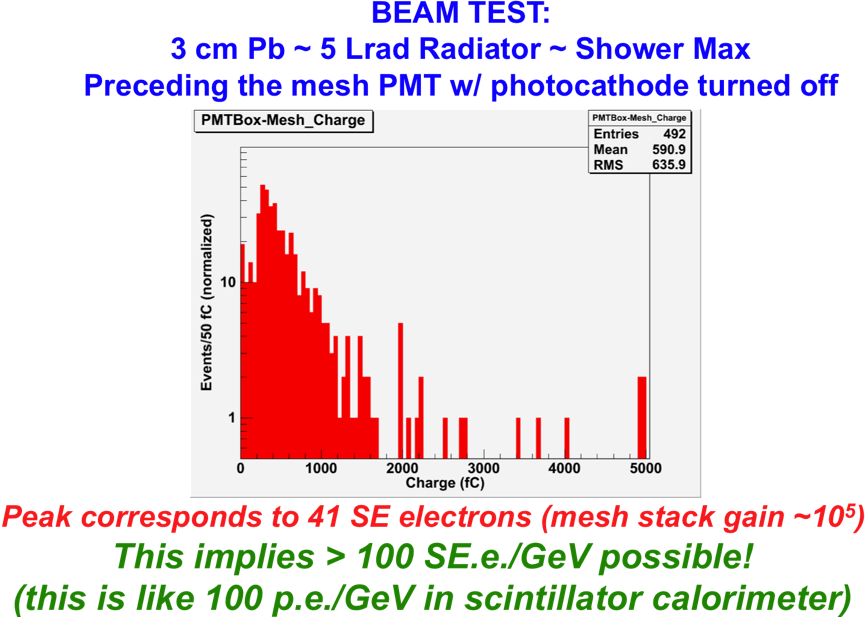 BEAM TEST:
3 cm Pb ~ 5 Lrad Radiator ~ Shower Max
Preceding the mesh PMT w/ photocathode turned off
PMTBox-Mesh_Charge
PMTBox-Mesh_Charge
Entries 492
Mean 590.9
RMS 635.9
Events/50 fC (normalized)
10
1
0 1000 2000 3000 4000 5000
Charge (fC)
Peak corresponds to 41 SE electrons (mesh stack gain ~10⁵)
This implies > 100 SE.e./GeV possible!
(this is like 100 p.e./GeV in scintillator calorimeter)